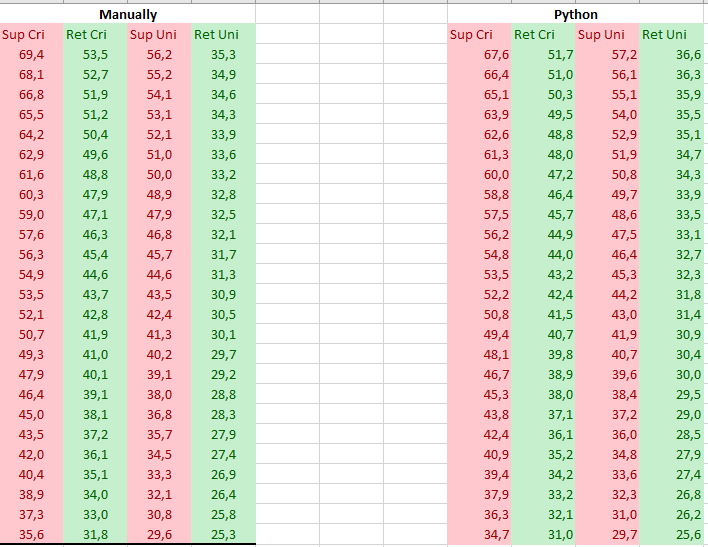 Manually Python
Sup Cri Ret Cri Sup Uni Ret Uni Sup Cri Ret Cri Sup Uni Ret Uni
69,4 53,5 56,2 35,3 67,6 51,7 57,2 36,6
68,1 52,7 55,2 34,9 66,4 51,0 56,1 36,3
66,8 51,9 54,1 34,6 65,1 50,3 55,1 35,9
65,5 51,2 53,1 34,3 63,9 49,5 54,0 35,5
64,2 50,4 52,1 33,9 62,6 48,8 52,9 35,1
62,9 49,6 51,0 33,6 61,3 48,0 51,9 34,7
61,6 48,8 50,0 33,2 60,0 47,2 50,8 34,3
60,3 47,9 48,9 32,8 58,8 46,4 49,7 33,9
59,0 47,1 47,9 32,5 57,5 45,7 48,6 33,5
57,6 46,3 46,8 32,1 56,2 44,9 47,5 33,1
56,3 45,4 45,7 31,7 54,8 44,0 46,4 32,7
54,9 44,6 44,6 31,3 53,5 43,2 45,3 32,3
53,5 43,7 43,5 30,9 52,2 42,4 44,2 31,8
52,1 42,8 42,4 30,5 50,8 41,5 43,0 31,4
50,7 41,9 41,3 30,1 49,4 40,7 41,9 30,9
49,3 41,0 40,2 29,7 48,1 39,8 40,7 30,4
47,9 40,1 39,1 29,2 46,7 38,9 39,6 30,0
46,4 39,1 38,0 28,8 45,3 38,0 38,4 29,5
45,0 38,1 36,8 28,3 43,8 37,1 37,2 29,0
43,5 37,2 35,7 27,9 42,4 36,1 36,0 28,5
42,0 36,1 34,5 27,4 40,9 35,2 34,8 27,9
40,4 35,1 33,3 26,9 39,4 34,2 33,6 27,4
38,9 34,0 32,1 26,4 37,9 33,2 32,3 26,8
37,3 33,0 30,8 25,8 36,3 32,1 31,0 26,2
35,6 31,8 29,6 25,3 34,7 31,0 29,7 25,6